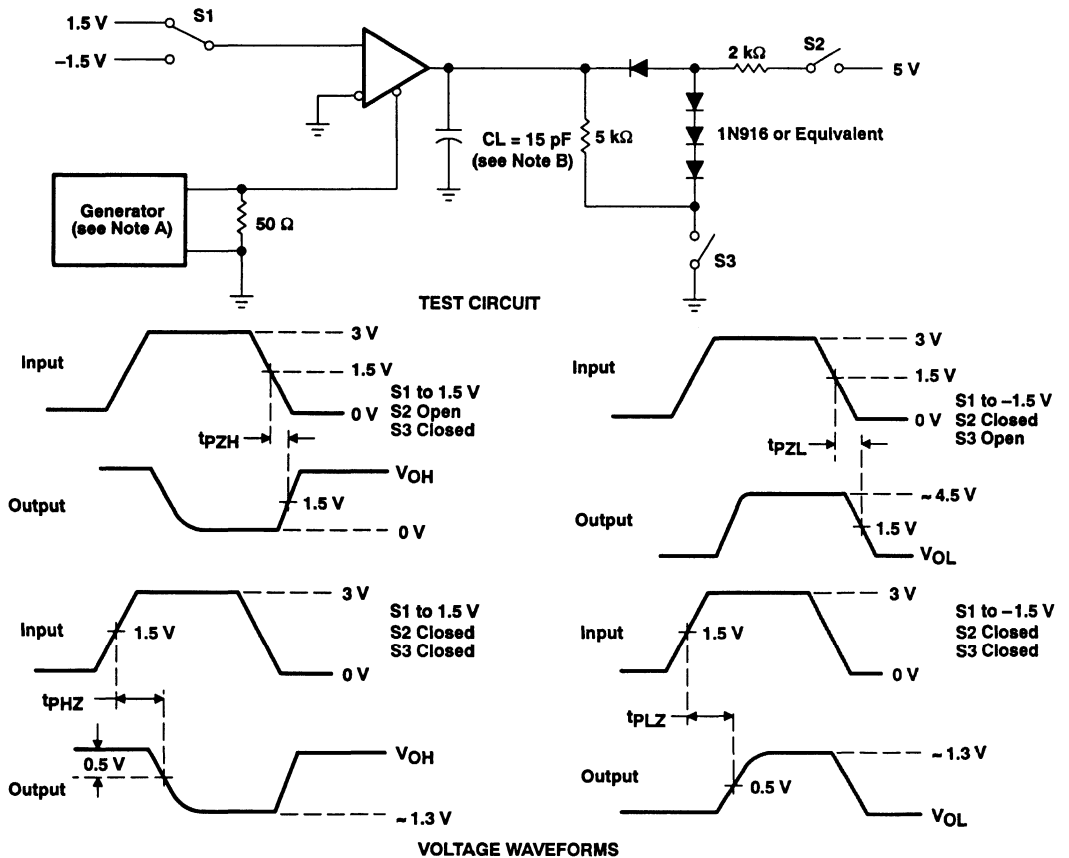 1.5 V
S1
–1.5 V
2 kΩ
S2
5 V
CL = 15 pF
(see Note B)
5 kΩ
1N916 or Equivalent
Generator
(see Note A)
50 Ω
S3
TEST CIRCUIT
Input
3 V
1.5 V
0 V
S1 to 1.5 V
S2 Open
S3 Closed
tPZH
Output
VOH
1.5 V
0 V
Input
3 V
1.5 V
0 V
S1 to –1.5 V
S2 Closed
S3 Open
tPZL
Output
~ 4.5 V
1.5 V
VOL
Input
3 V
1.5 V
0 V
S1 to 1.5 V
S2 Closed
S3 Closed
tPHZ
0.5 V
Output
VOH
~ 1.3 V
Input
3 V
1.5 V
0 V
S1 to –1.5 V
S2 Closed
S3 Closed
tPLZ
Output
~ 1.3 V
0.5 V
VOL
VOLTAGE WAVEFORMS